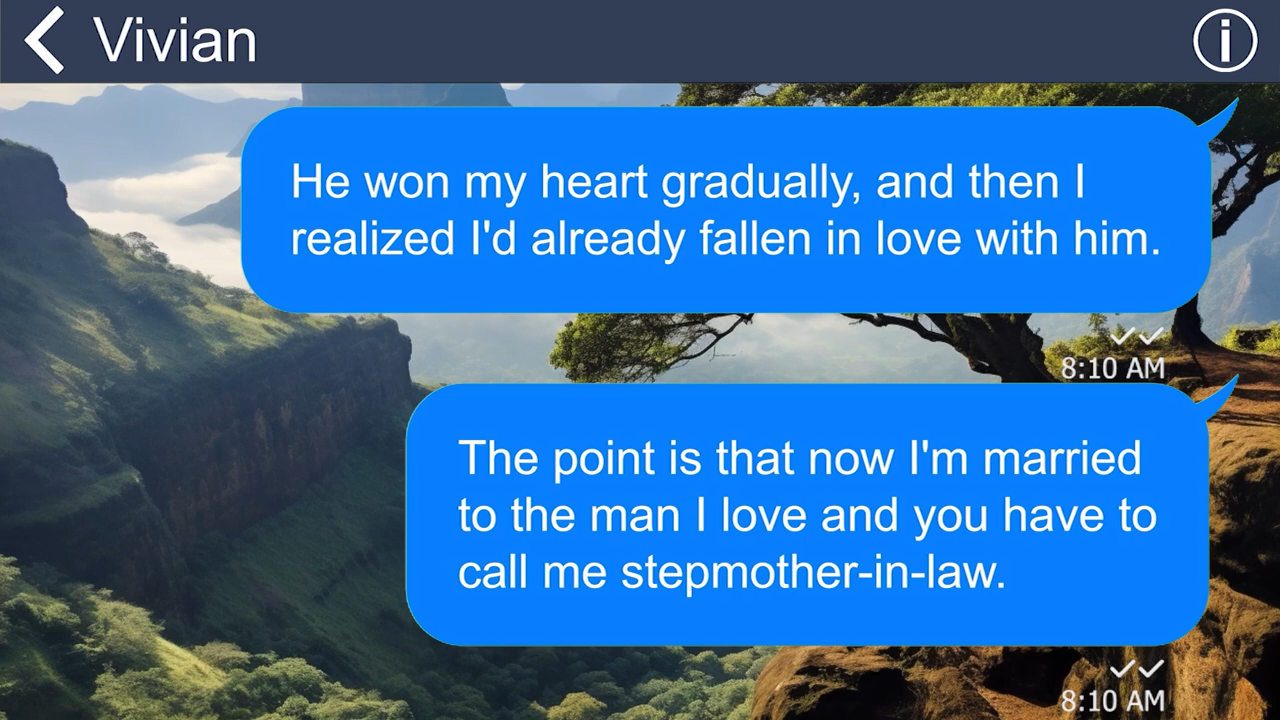 Vivian
He won my heart gradually, and then I
realized I'd already fallen in love with him.
8:10 AM
The point is that now I'm married
to the man I love and you have to
call me stepmother-in-law.
8:10 AM